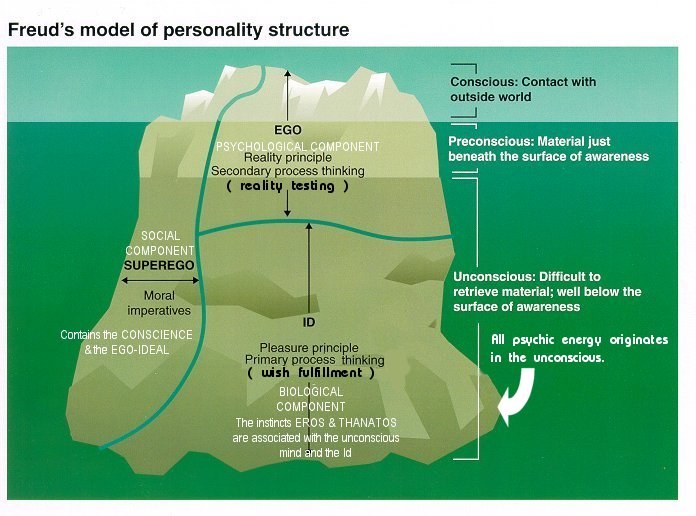 Freud's model of personality structure
Conscious: Contact with
outside world
EGO
PSYCHOLOGICAL COMPONENT
Reality principle
Secondary process thinking
( reality testing )
Preconscious: Material just
beneath the surface of awareness
SOCIAL
COMPONENT
SUPEREGO
Moral
imperatives
Contains the CONSCIENCE
& the EGO-IDEAL
Unconscious: Difficult to
retrieve material; well below the
surface of awareness
ID
Pleasure principle
Primary process thinking
( wish fulfillment )
BIOLOGICAL
COMPONENT
The instincts EROS & THANATOS
are associated with the unconscious
mind and the Id
All psychic energy originates
in the unconscious.